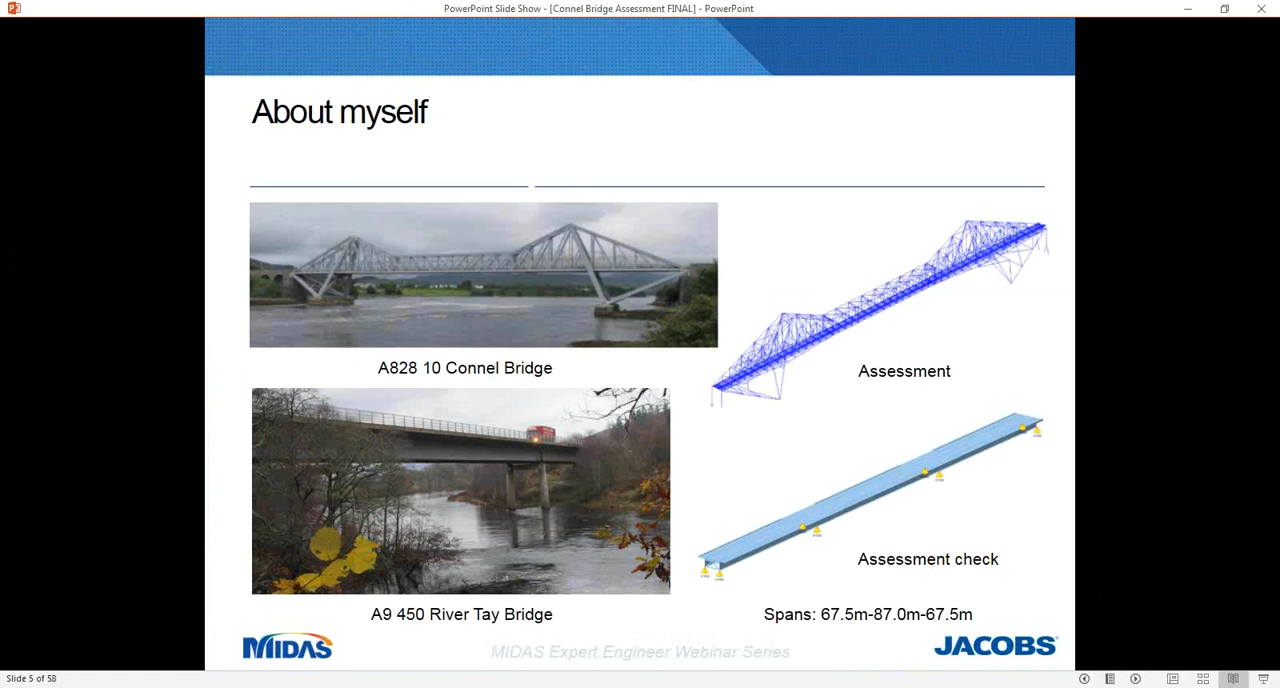 PowerPoint Slide Show - [Connel Bridge Assessment FINAL] - PowerPoint
About myself
A828 10 Connel Bridge
Assessment
Assessment check
A9 450 River Tay Bridge
Spans: 67.5m-87.0m-67.5m
MIDAS
MIDAS Expert Engineer Webinar Series
JACOBS
Slide 5 of 58